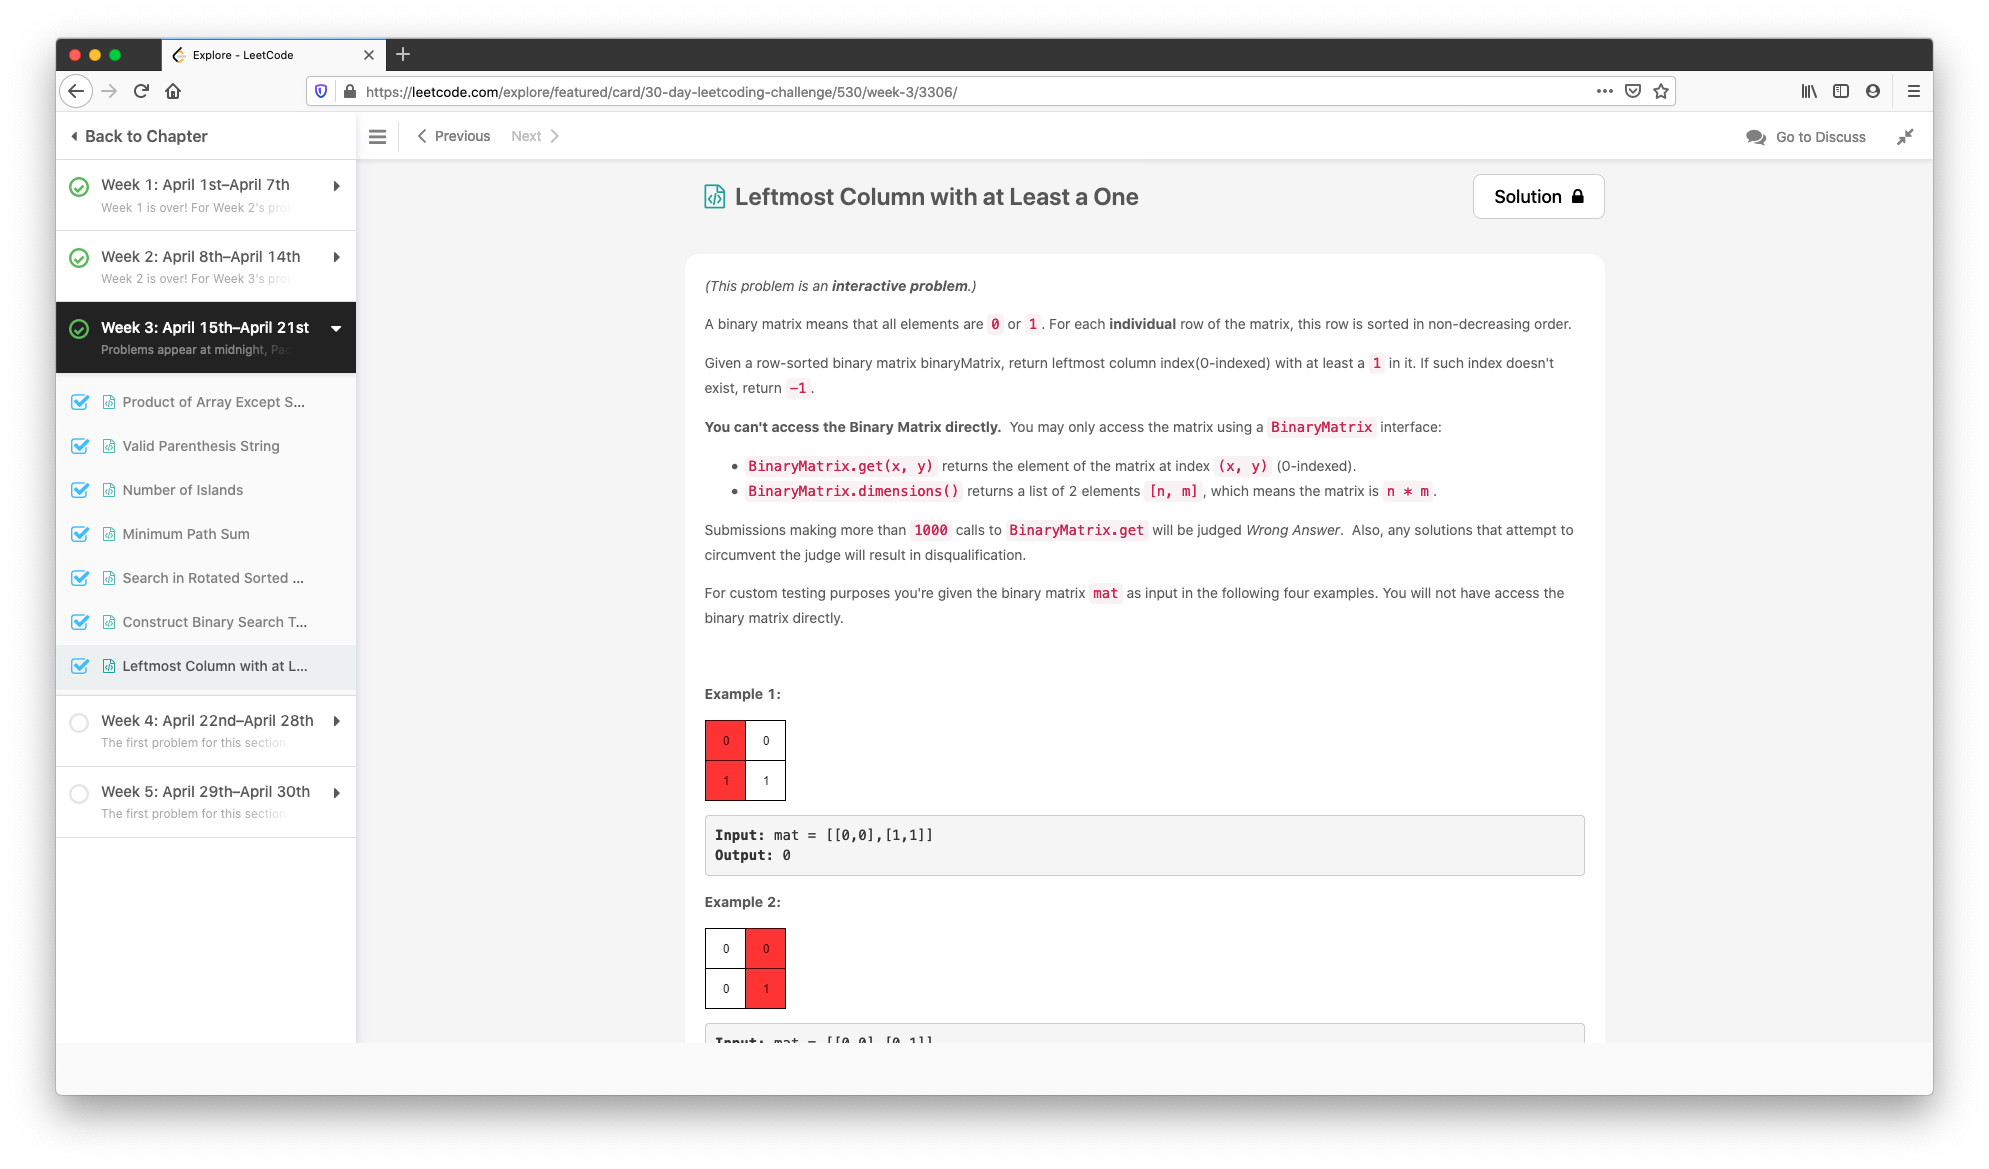 Explore - LeetCode
https://leetcode.com/explore/featured/card/30-day-leetcoding-challenge/530/week-3/3306/
Back to Chapter
Previous
Next
Go to Discuss
Week 1: April 1st–April 7th
Week 1 is over! For Week 2's
Week 2: April 8th–April 14th
Week 2 is over! For Week 3's
Week 3: April 15th–April 21st
Problems appear at midnight,
Product of Array Except S...
Valid Parenthesis String
Number of Islands
Minimum Path Sum
Search in Rotated Sorted ...
Construct Binary Search T...
Leftmost Column with at L...
Week 4: April 22nd–April 28th
The first problem for this section
Week 5: April 29th–April 30th
The first problem for this section
Leftmost Column with at Least a One
Solution
(This problem is an interactive problem.)
A binary matrix means that all elements are 0 or 1. For each individual row of the matrix, this row is sorted in non-decreasing order.
Given a row-sorted binary matrix binaryMatrix, return leftmost column index(0-indexed) with at least a 1 in it. If such index doesn't
exist, return -1.
You can't access the Binary Matrix directly. You may only access the matrix using a BinaryMatrix interface:
• BinaryMatrix.get(x, y) returns the element of the matrix at index (x, y) (0-indexed).
• BinaryMatrix.dimensions() returns a list of 2 elements [n, m], which means the matrix is n * m.
Submissions making more than 1000 calls to BinaryMatrix.get will be judged Wrong Answer. Also, any solutions that attempt to
circumvent the judge will result in disqualification.
For custom testing purposes you're given the binary matrix mat as input in the following four examples. You will not have access the
binary matrix directly.
Example 1:
0 0
1 1
Input: mat = [[0,0],[1,1]]
Output: 0
Example 2:
0 0
0 1
Input: mat = [[0,0],[0,1]]